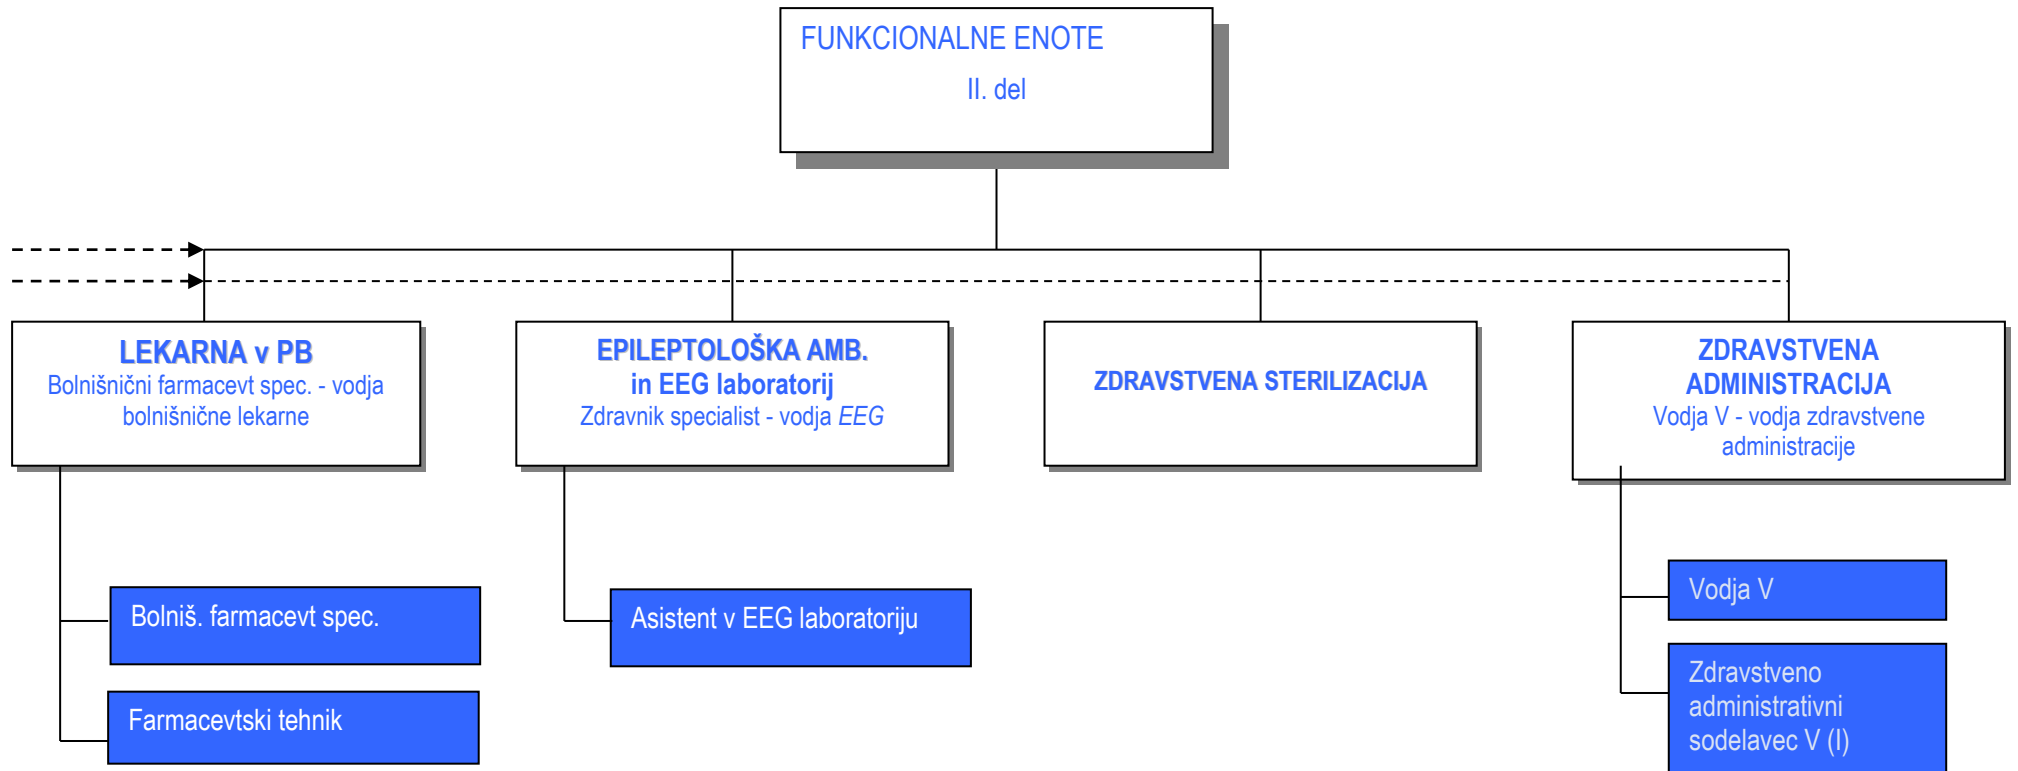 FUNKCIONALNE ENOTE
II. del
LEKARNA v PB
Bolnišnični farmacevt spec. - vodja
bolnišnične lekarne
EPILEPTOLOŠKA AMB.
in EEG laboratorij
Zdravnik specialist - vodja EEG
ZDRAVSTVENA STERILIZACIJA
ZDRAVSTVENA
ADMINISTRACIJA
Vodja V - vodja zdravstvene
administracije
Bolniš. farmacevt spec.
Farmacevtski tehnik
Asistent v EEG laboratoriju
Vodja V
Zdravstveno
administrativni
sodelavec V (I)